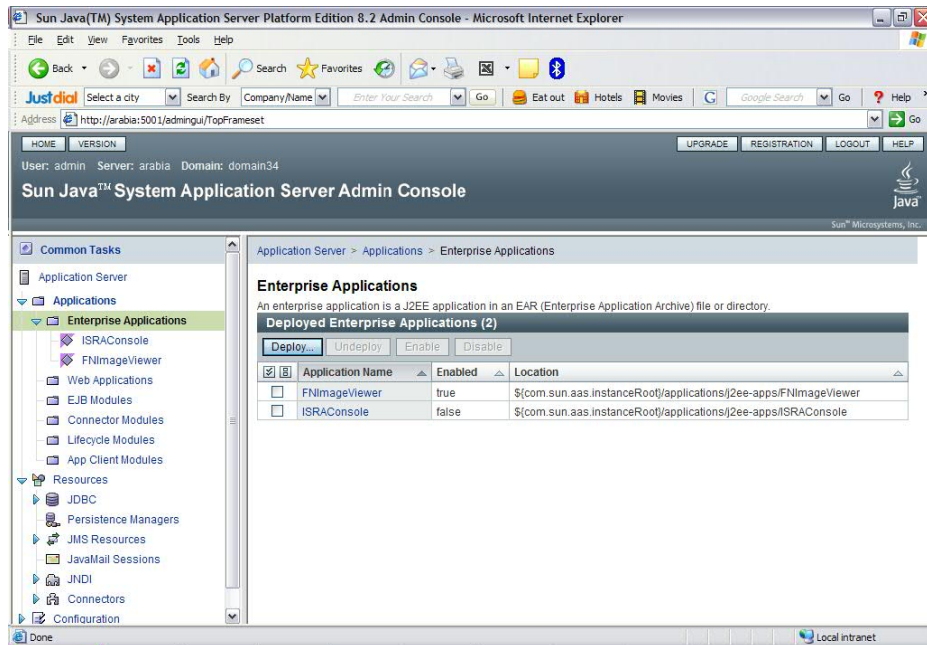 Sun Java(TM) System Application Server Platform Edition 8.2 Admin Console - Microsoft Internet Explorer
File Edit View Favorites Tools Help
Back Search Favorites
Justdial Select a city Search By Company/Name Enter Your Search Go Eat out Hotels Movies G Google Search Go Help
Address http://arabia:5001/admingui/TopFrameset Go
HOME VERSION UPGRADE REGISTRATION LOGOUT HELP
User: admin Server: arabia Domain: domain34
Sun Java™ System Application Server Admin Console
Java™
Sun™ Microsystems, Inc.
Common Tasks
Application Server
Applications
Enterprise Applications
ISRAConsole
FNImageViewer
Web Applications
EJB Modules
Connector Modules
Lifecycle Modules
App Client Modules
Resources
JDBC
Persistence Managers
JMS Resources
JavaMail Sessions
JNDI
Connectors
Configuration
Application Server > Applications > Enterprise Applications
Enterprise Applications
An enterprise application is a J2EE application in an EAR (Enterprise Application Archive) file or directory.
Deployed Enterprise Applications (2)
Deploy... Undeploy Enable Disable
Application Name Enabled Location
FNImageViewer true ${com.sun.aas.instanceRoot}/applications/j2ee-apps/FNImageViewer
ISRAConsole false ${com.sun.aas.instanceRoot}/applications/j2ee-apps/ISRAConsole
Done Local intranet